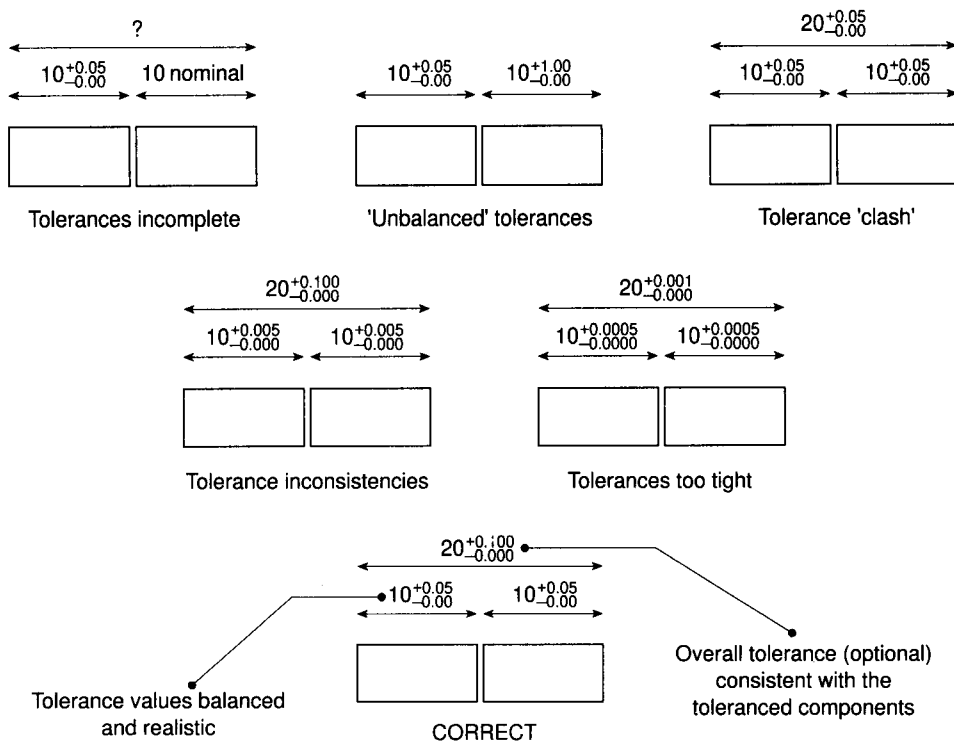 ?
10 +0.05 −0.00 10 nominal
Tolerances incomplete
10 +0.05 −0.00 10 +1.00 −0.00
'Unbalanced' tolerances
20 +0.05 −0.00
10 +0.05 −0.00 10 +0.05 −0.00
Tolerance 'clash'
20 +0.100 −0.000
10 +0.005 −0.000 10 +0.005 −0.000
Tolerance inconsistencies
20 +0.001 −0.000
10 +0.0005 −0.0000 10 +0.0005 −0.0000
Tolerances too tight
20 +0.100 −0.000
10 +0.05 −0.00 10 +0.05 −0.00
Tolerance values balanced
and realistic
CORRECT
Overall tolerance (optional)
consistent with the
toleranced components